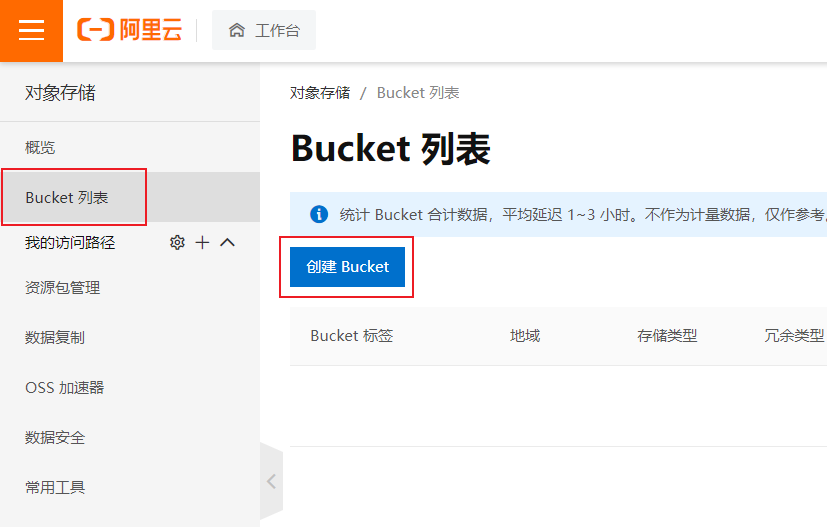 阿里云
工作台
对象存储
概览
Bucket 列表
我的访问路径
资源包管理
数据复制
OSS 加速器
数据安全
常用工具
对象存储 / Bucket 列表
Bucket 列表
统计 Bucket 合计数据，平均延迟 1~3 小时。不作为计量数据，仅作参考。
创建 Bucket
Bucket 标签 地域 存储类型 冗余类型